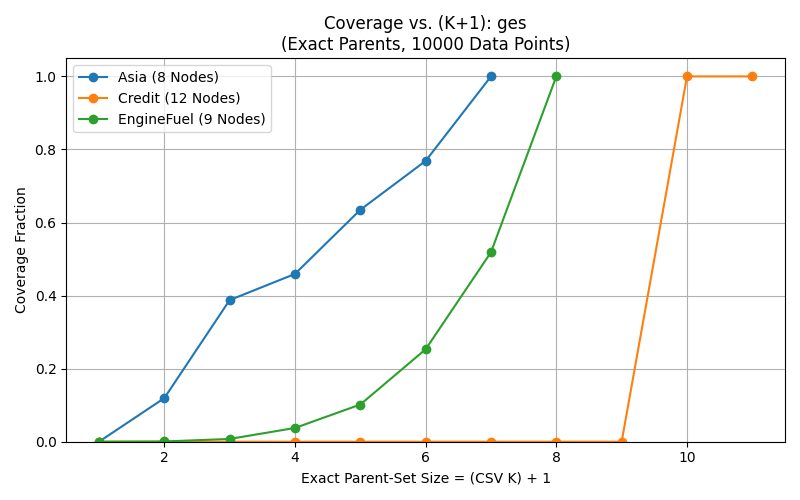 Coverage vs. (K+1): ges
(Exact Parents, 10000 Data Points)
Asia (8 Nodes)
Credit (12 Nodes)
EngineFuel (9 Nodes)
Coverage Fraction
1.0
0.8
0.6
0.4
0.2
0.0
2 4 6 8 10
Exact Parent-Set Size = (CSV K) + 1